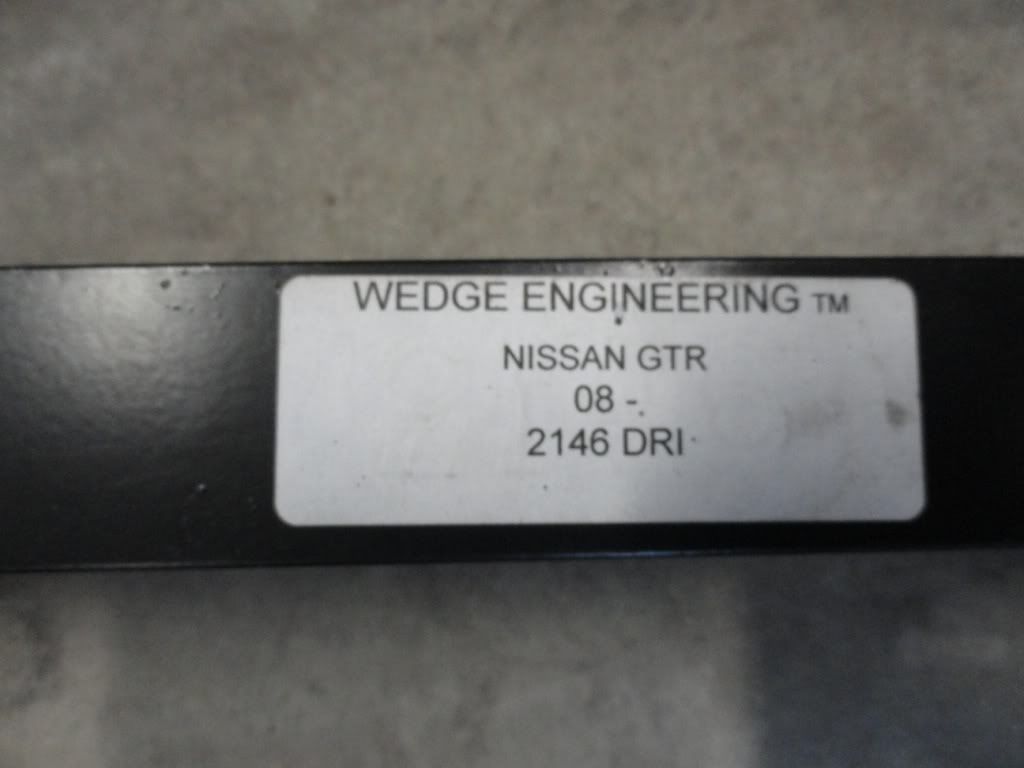 WEDGE ENGINEERING TM
NISSAN GTR
08 -
2146 DRI